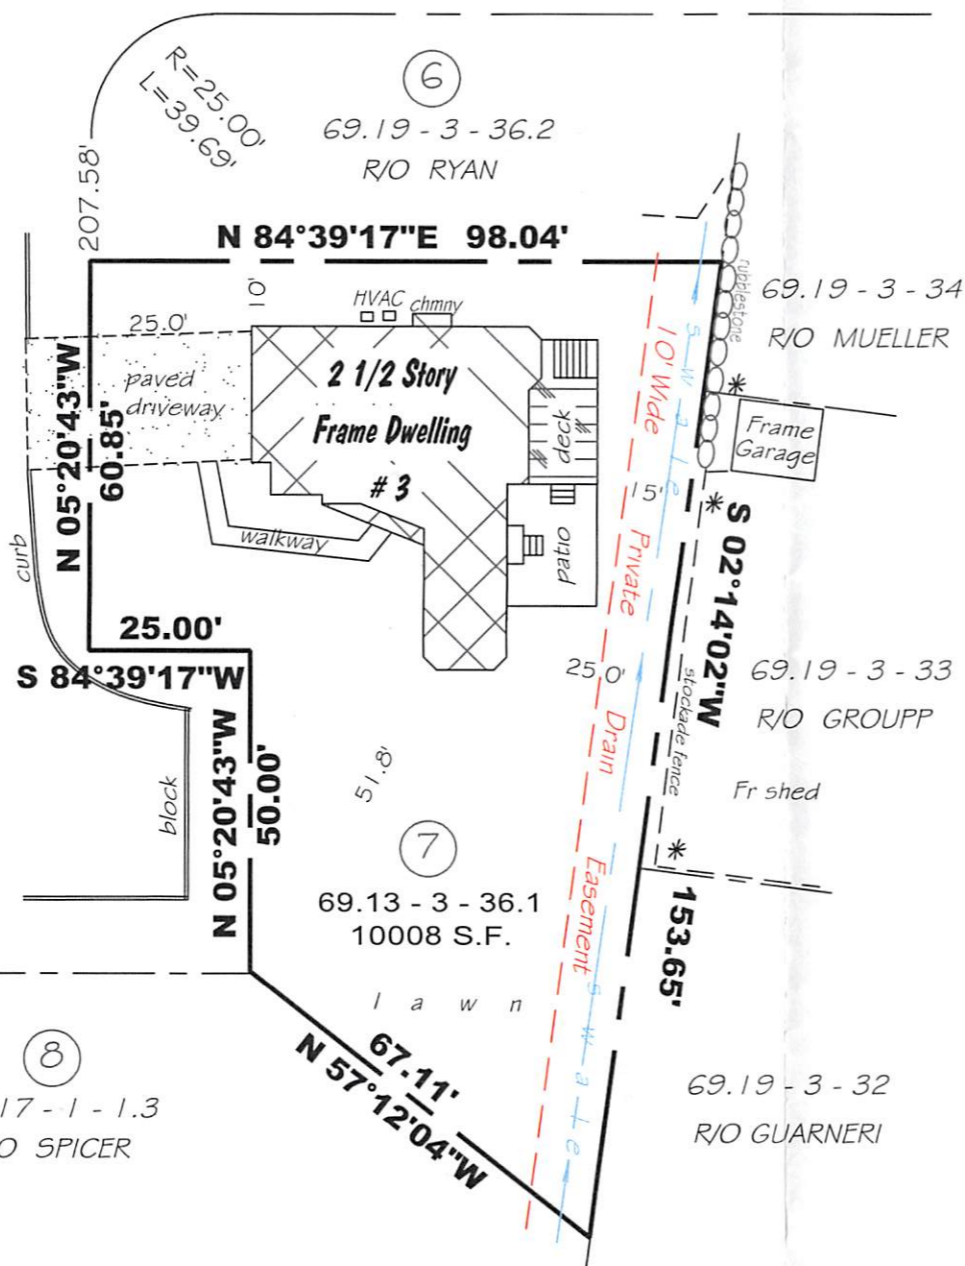 R=25.00'
L=39.69'
6
69.19 - 3 - 36.2
R/O RYAN
207.58'
N 84°39'17"E 98.04'
10'
HVAC
chmny
25.0'
paved
driveway
2 1/2 Story
Frame Dwelling
# 3
deck
patio
walkway
curb
N 05°20'43"W
60.85'
10' Wide Private Drain Easement
swale
15'
rubblestone
69.19 - 3 - 34
R/O MUELLER
Frame
Garage
S 02°14'02"W
153.65'
stockade fence
25.00'
S 84°39'17"W
25.0'
69.19 - 3 - 33
R/O GROUPP
Fr shed
N 05°20'43"W
50.00'
block
51.8'
7
69.13 - 3 - 36.1
10008 S.F.
lawn
swale
67.11'
N 57°12'04"W
8
17 - 1 - 1.3
O SPICER
69.19 - 3 - 32
R/O GUARNERI